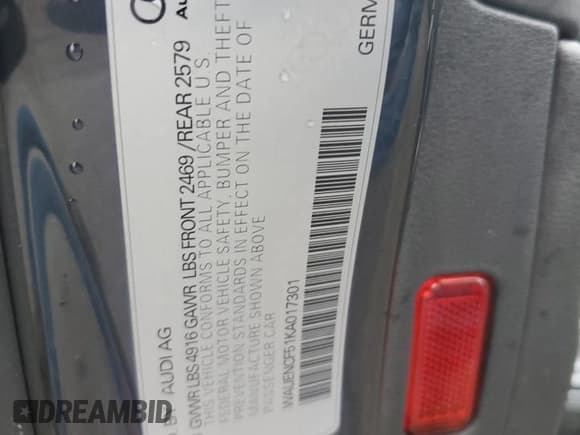 Au
GERM
AUDI AG
GVWR LBS 4916 GAWR LBS FRONT 2469 / REAR 2579
THIS VEHICLE CONFORMS TO ALL APPLICABLE U S
FEDERAL MOTOR VEHICLE SAFETY, BUMPER AND THEFT
PREVENTION STANDARDS IN EFFECT ON THE DATE OF
MANUFACTURE SHOWN ABOVE
PASSENGER CAR
WAUENCF51KA017301
DREAMBID